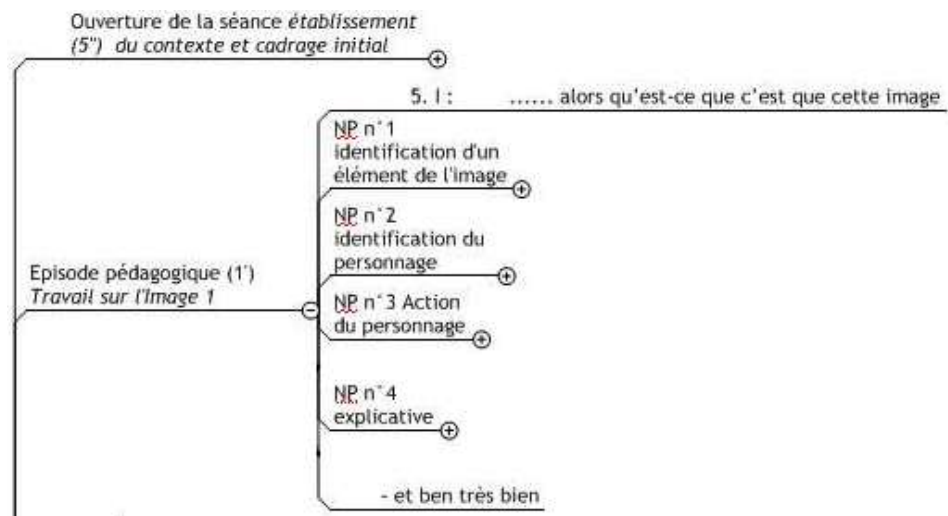 Ouverture de la séance établissement
(5") du contexte et cadrage initial
5. I : ...... alors qu'est-ce que c'est que cette image
NP n°1
identification d'un
élément de l'image
NP n°2
identification du
personnage
Episode pédagogique (1')
Travail sur l'Image 1
NP n°3 Action
du personnage
NP n°4
explicative
- et ben très bien